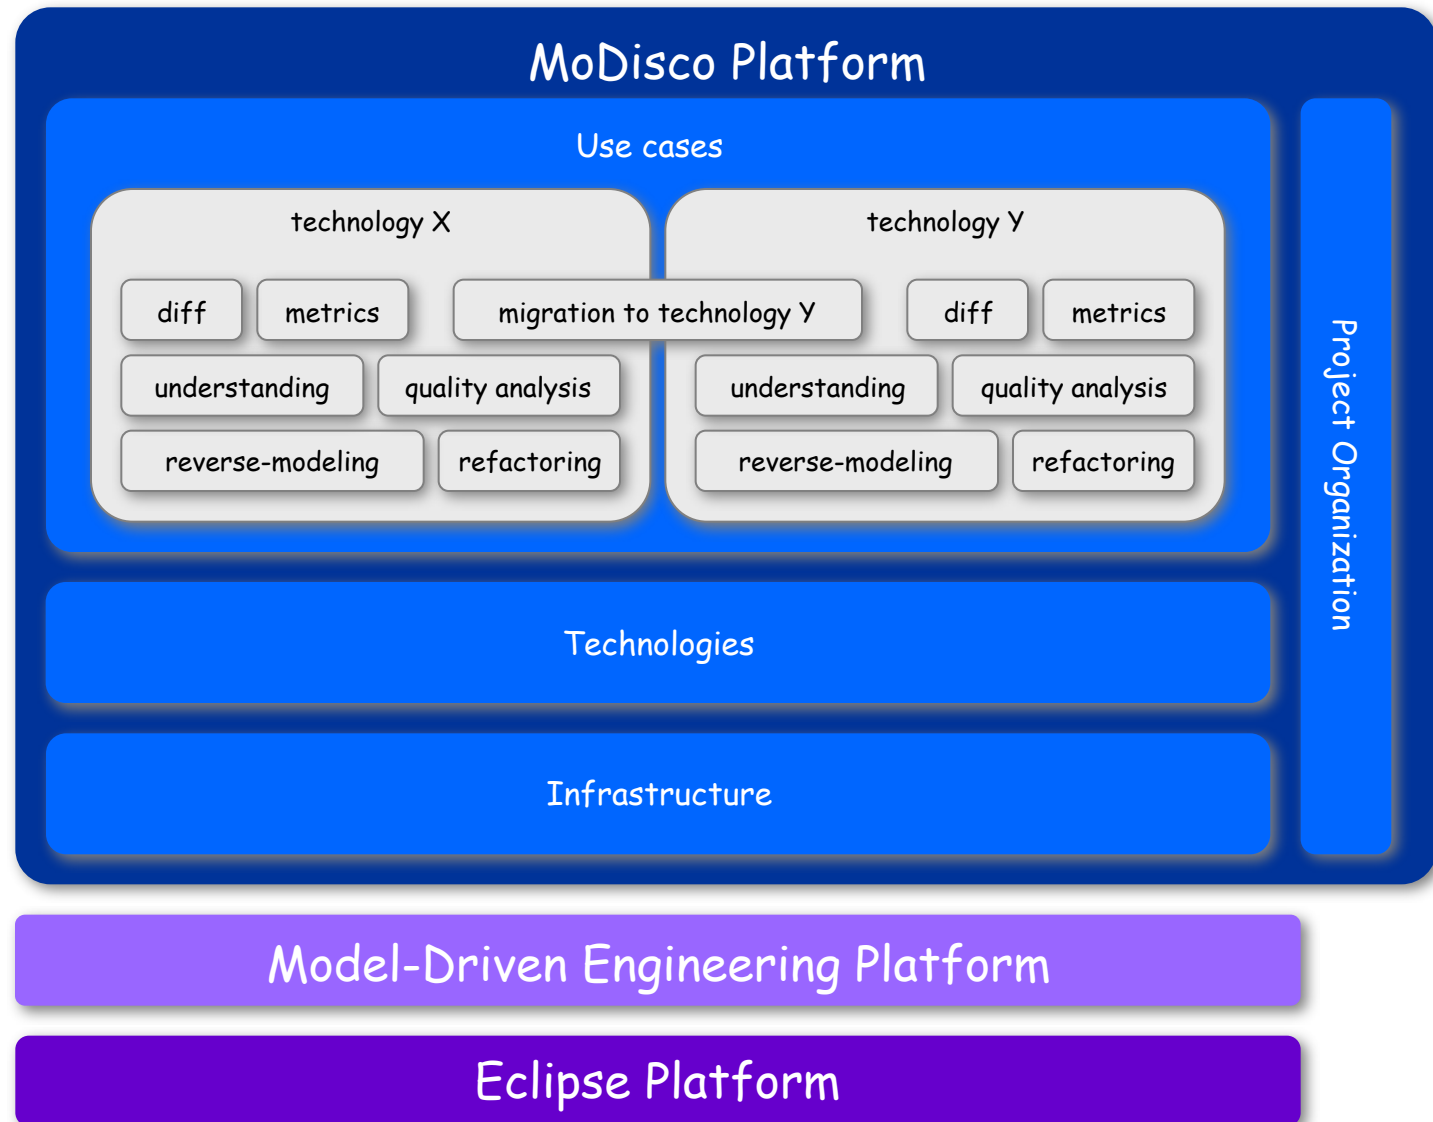 MoDisco Platform
Use cases
technology X
diff
metrics
migration to technology Y
understanding
quality analysis
reverse-modeling
refactoring
technology Y
diff
metrics
understanding
quality analysis
reverse-modeling
refactoring
Technologies
Infrastructure
Project Organization
Model-Driven Engineering Platform
Eclipse Platform